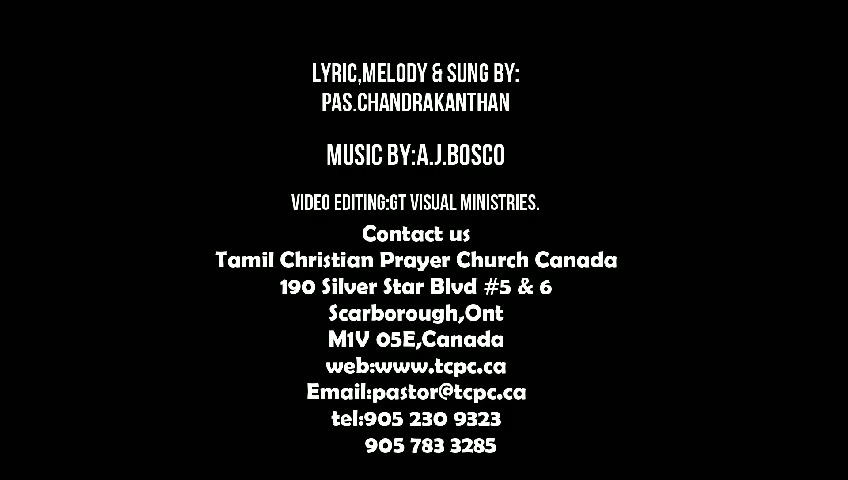 LYRIC,MELODY & SUNG BY:
PAS.CHANDRAKANTHAN
MUSIC BY:A.J.BOSCO
VIDEO EDITING:GT VISUAL MINISTRIES.
Contact us
Tamil Christian Prayer Church Canada
190 Silver Star Blvd #5 & 6
Scarborough,Ont
M1V 05E,Canada
web:www.tcpc.ca
Email:pastor@tcpc.ca
tel:905 230 9323
905 783 3285